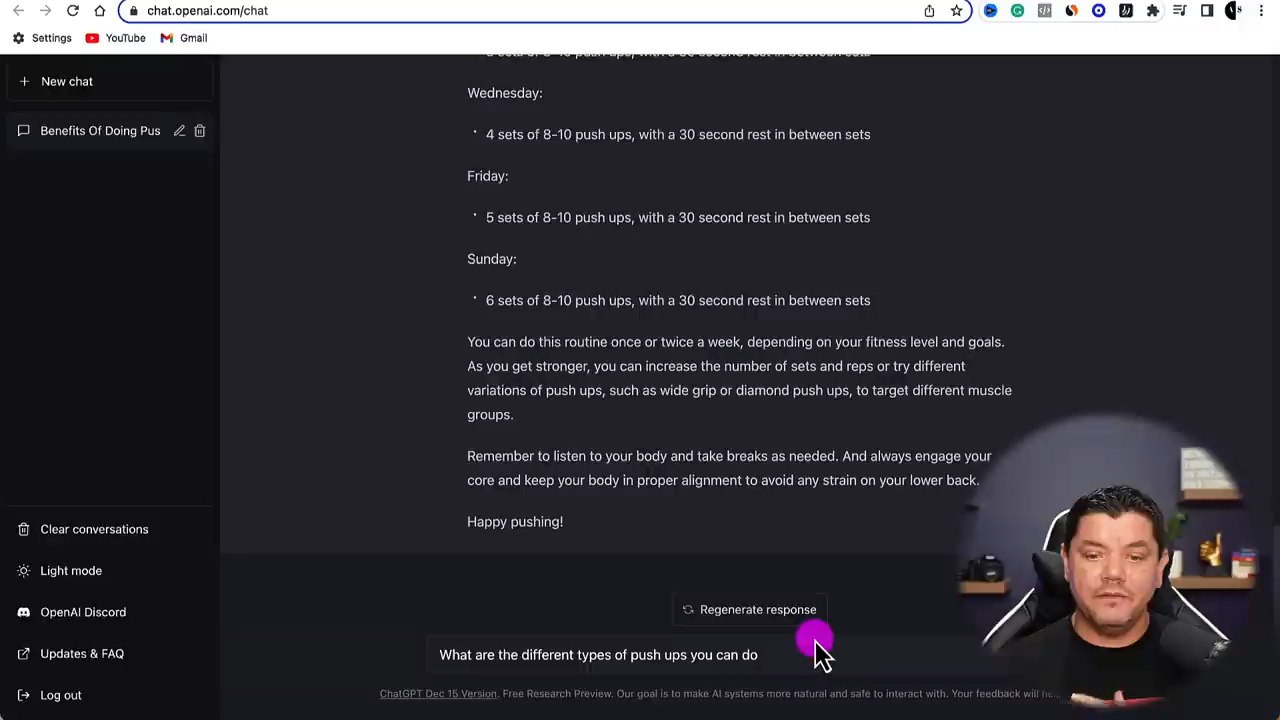 chat.openai.com/chat
Settings
YouTube
Gmail
New chat
Benefits Of Doing Pus
Clear conversations
Light mode
OpenAI Discord
Updates & FAQ
Log out
Wednesday:
4 sets of 8-10 push ups, with a 30 second rest in between sets
Friday:
5 sets of 8-10 push ups, with a 30 second rest in between sets
Sunday:
6 sets of 8-10 push ups, with a 30 second rest in between sets
You can do this routine once or twice a week, depending on your fitness level and goals.
As you get stronger, you can increase the number of sets and reps or try different
variations of push ups, such as wide grip or diamond push ups, to target different muscle
groups.
Remember to listen to your body and take breaks as needed. And always engage your
core and keep your body in proper alignment to avoid any strain on your lower back.
Happy pushing!
Regenerate response
What are the different types of push ups you can do
ChatGPT Dec 15 Version. Free Research Preview. Our goal is to make AI systems more natural and safe to interact with. Your feedback will